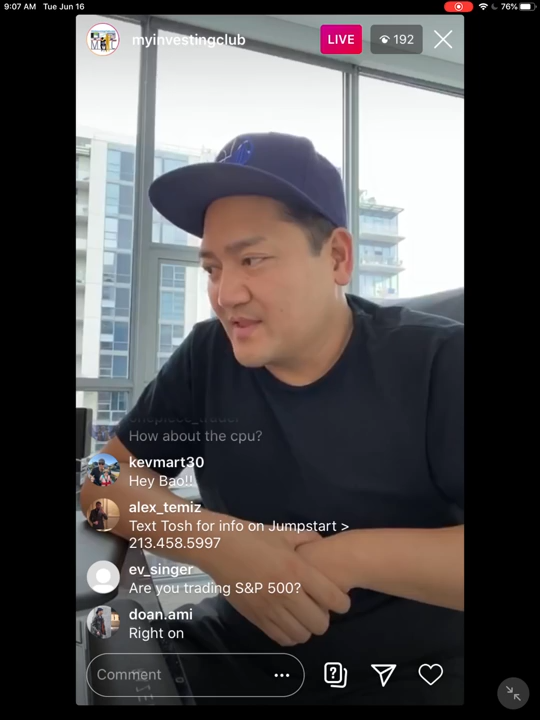 9:07 AM Tue Jun 16
76%
myinvestingclub
LIVE
192
How about the cpu?
kevmart30
Hey Bao!!
alex_temiz
Text Tosh for info on Jumpstart >
213.458.5997
ev_singer
Are you trading S&P 500?
doan.ami
Right on
Comment